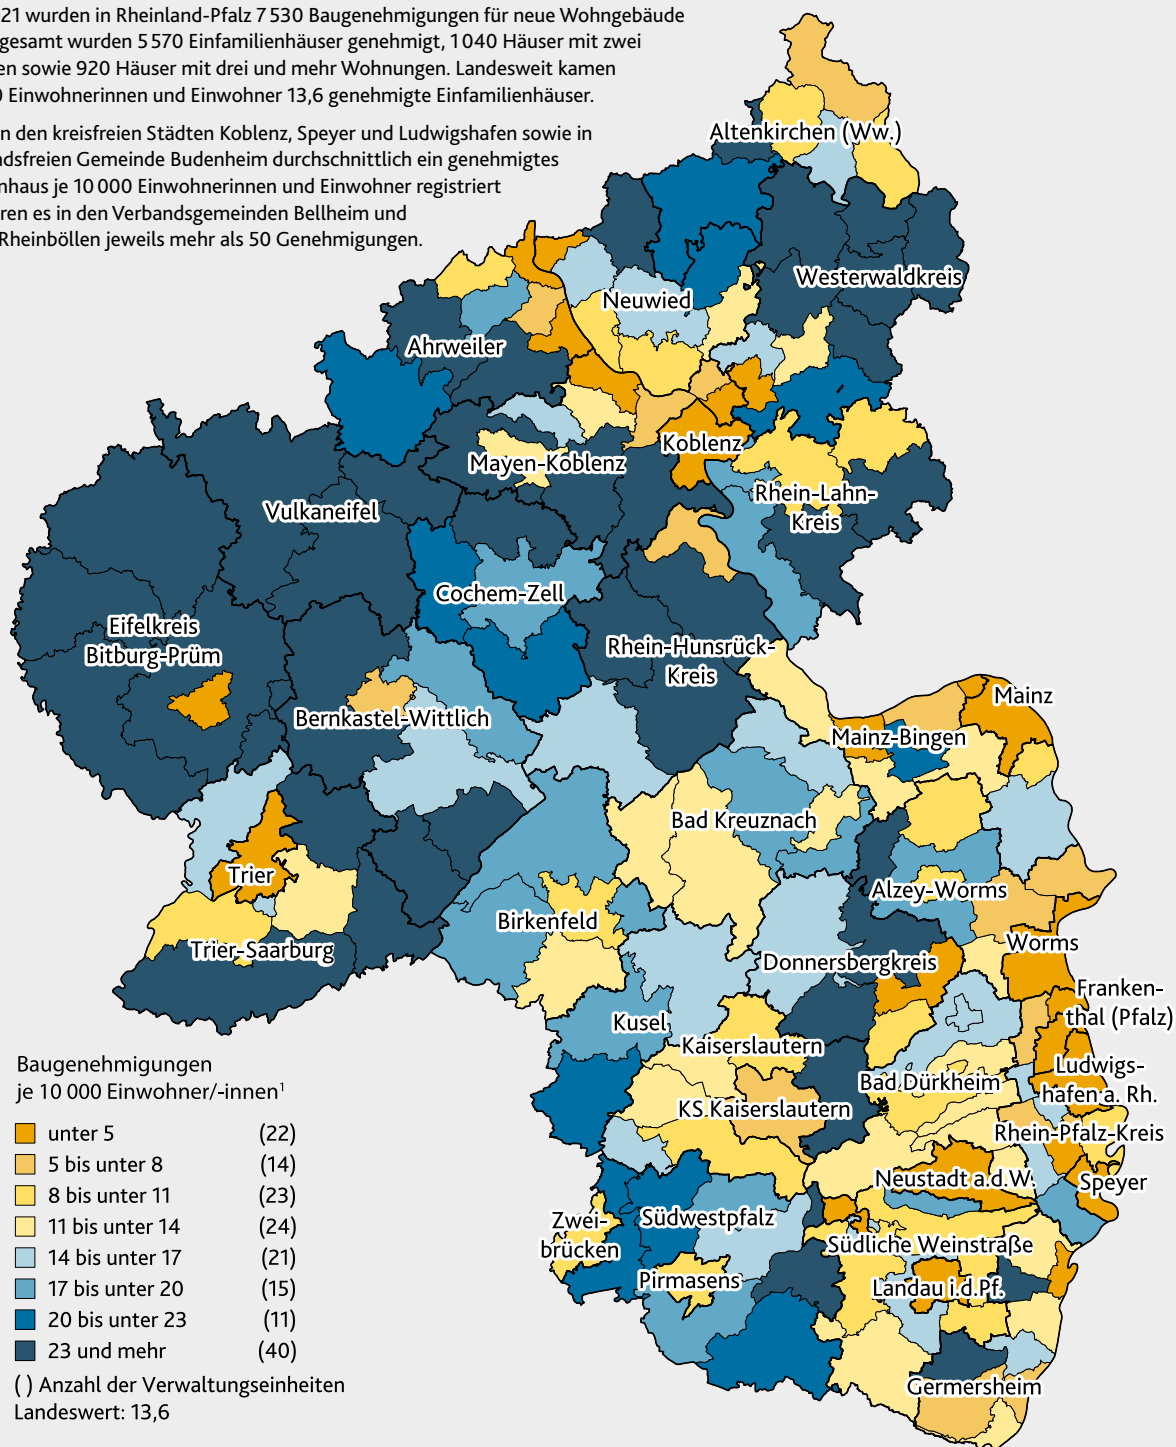 21 wurden in Rheinland-Pfalz 7 530 Baugenehmigungen für neue Wohngebäude
gesamt wurden 5 570 Einfamilienhäuser genehmigt, 1 040 Häuser mit zwei
en sowie 920 Häuser mit drei und mehr Wohnungen. Landesweit kamen
0 Einwohnerinnen und Einwohner 13,6 genehmigte Einfamilienhäuser.
n den kreisfreien Städten Koblenz, Speyer und Ludwigshafen sowie in
ndsfreien Gemeinde Budenheim durchschnittlich ein genehmigtes
nhaus je 10 000 Einwohnerinnen und Einwohner registriert
ren es in den Verbandsgemeinden Bellheim und
Rheinböllen jeweils mehr als 50 Genehmigungen.
Altenkirchen (Ww.)
Westerwaldkreis
Neuwied
Ahrweiler
Koblenz
Mayen-Koblenz
Rhein-Lahn-
Kreis
Vulkaneifel
Cochem-Zell
Eifelkreis
Bitburg-Prüm
Rhein-Hunsrück-
Kreis
Mainz
Bernkastel-Wittlich
Mainz-Bingen
Bad Kreuznach
Trier
Alzey-Worms
Birkenfeld
Worms
Trier-Saarburg
Donnersbergkreis
Franken-
thal (Pfalz)
Kusel
Kaiserslautern
Ludwigs-
hafen a. Rh.
Bad Dürkheim
KS Kaiserslautern
Rhein-Pfalz-Kreis
Neustadt a.d.W.
Speyer
Zwei-
brücken
Südwestpfalz
Südliche Weinstraße
Pirmasens
Landau i.d.Pf.
Germersheim
Baugenehmigungen
je 10 000 Einwohner/-innen¹
unter 5 (22)
5 bis unter 8 (14)
8 bis unter 11 (23)
11 bis unter 14 (24)
14 bis unter 17 (21)
17 bis unter 20 (15)
20 bis unter 23 (11)
23 und mehr (40)
( ) Anzahl der Verwaltungseinheiten
Landeswert: 13,6